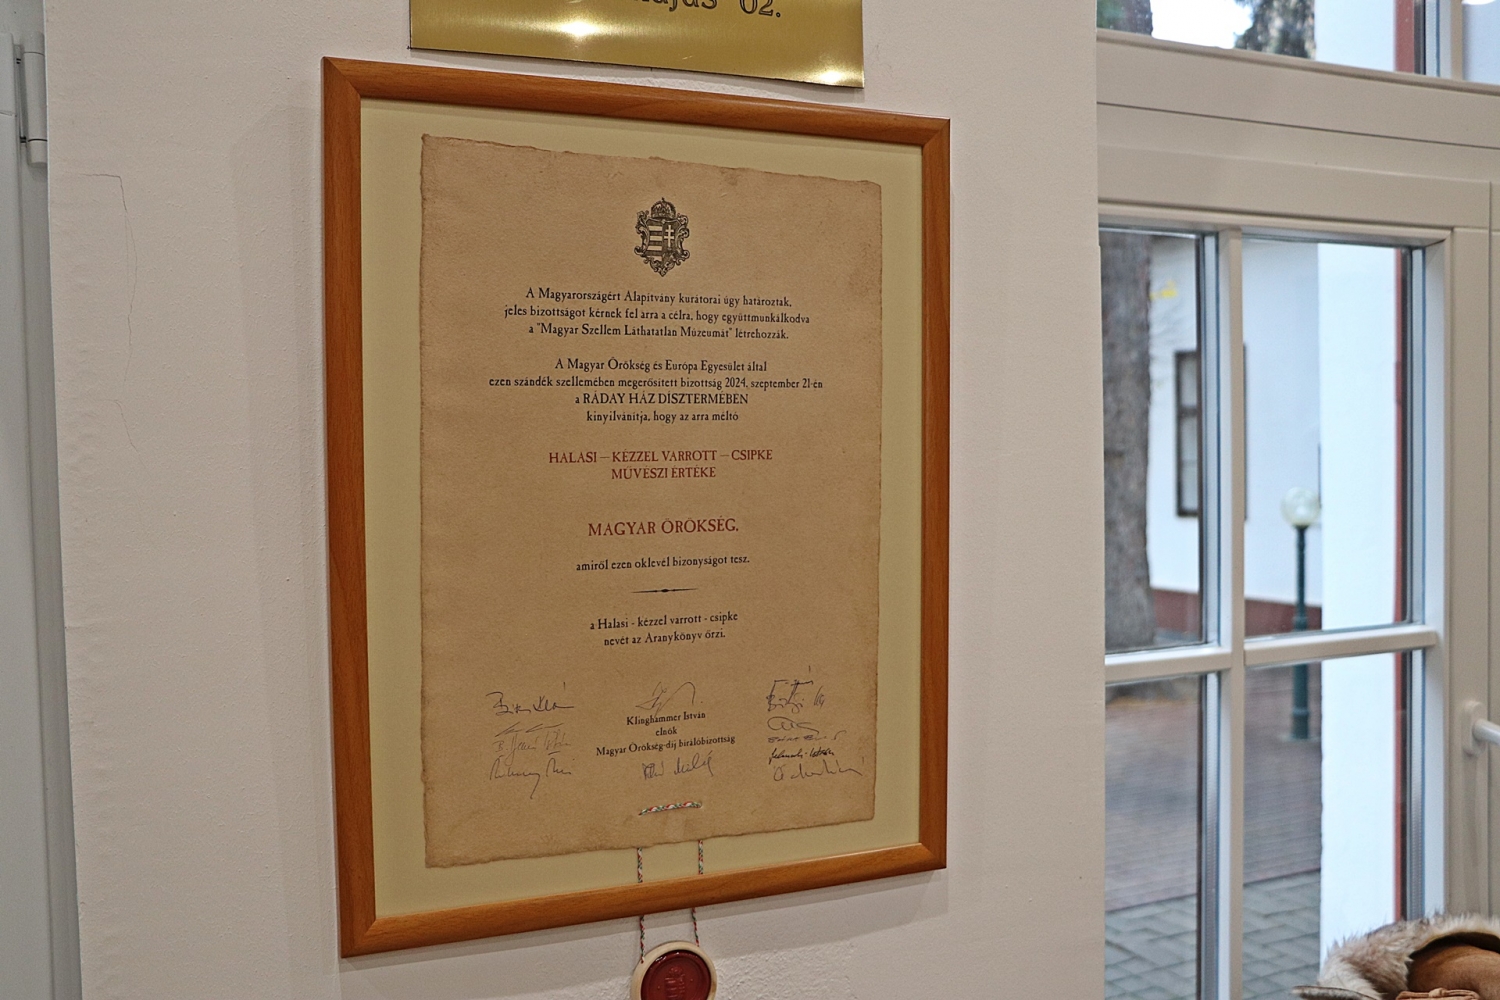 02.
A Magyarországért Alapítvány kurátorai úgy határoztak,
jeles bizottságot kérnek fel arra a célra, hogy együttmunkálkodva
a "Magyar Szellem Láthatatlan Múzeumát" létrehozzák.
A Magyar Örökség és Európa Egyesület által
ezen szándék szellemében megerősített bizottság 2024, szeptember 21-én
a RÁDAY HÁZ DÍSZTERMÉBEN
kinyilvánítja, hogy az arra méltó
HALASI – KÉZZEL VARROTT – CSIPKE
MŰVÉSZI ÉRTÉKE
MAGYAR ÖRÖKSÉG,
amiről ezen oklevél bizonyságot tesz.
a Halasi - kézzel varrott - csipke
nevét az Aranykönyv őrzi.
Klinghammer István
elnök
Magyar Örökség-díj bírálóbizottság